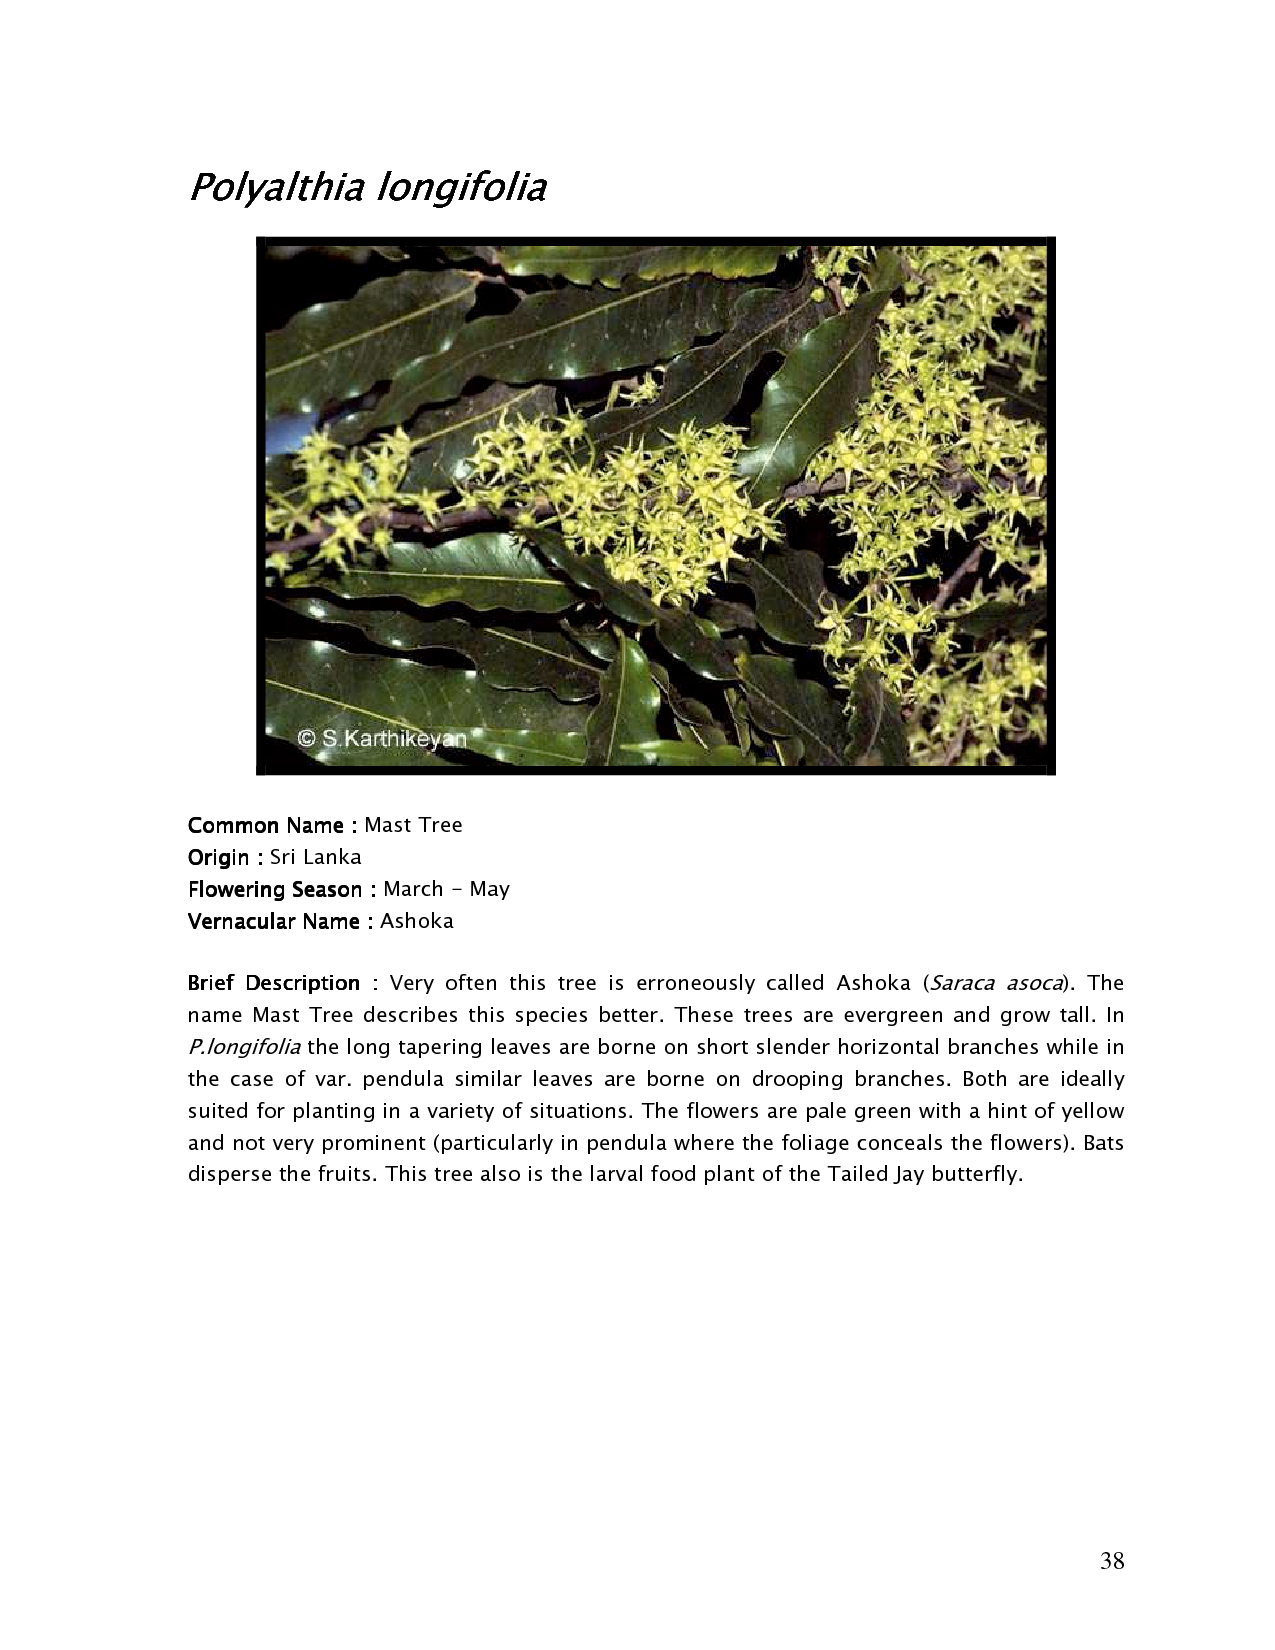 Polyalthia longifolia
© S.Karthikeyan
Common Name : Mast Tree
Origin : Sri Lanka
Flowering Season : March – May
Vernacular Name : Ashoka
Brief Description : Very often this tree is erroneously called Ashoka (Saraca asoca). The
name Mast Tree describes this species better. These trees are evergreen and grow tall. In
P.longifolia the long tapering leaves are borne on short slender horizontal branches while in
the case of var. pendula similar leaves are borne on drooping branches. Both are ideally
suited for planting in a variety of situations. The flowers are pale green with a hint of yellow
and not very prominent (particularly in pendula where the foliage conceals the flowers). Bats
disperse the fruits. This tree also is the larval food plant of the Tailed Jay butterfly.
38